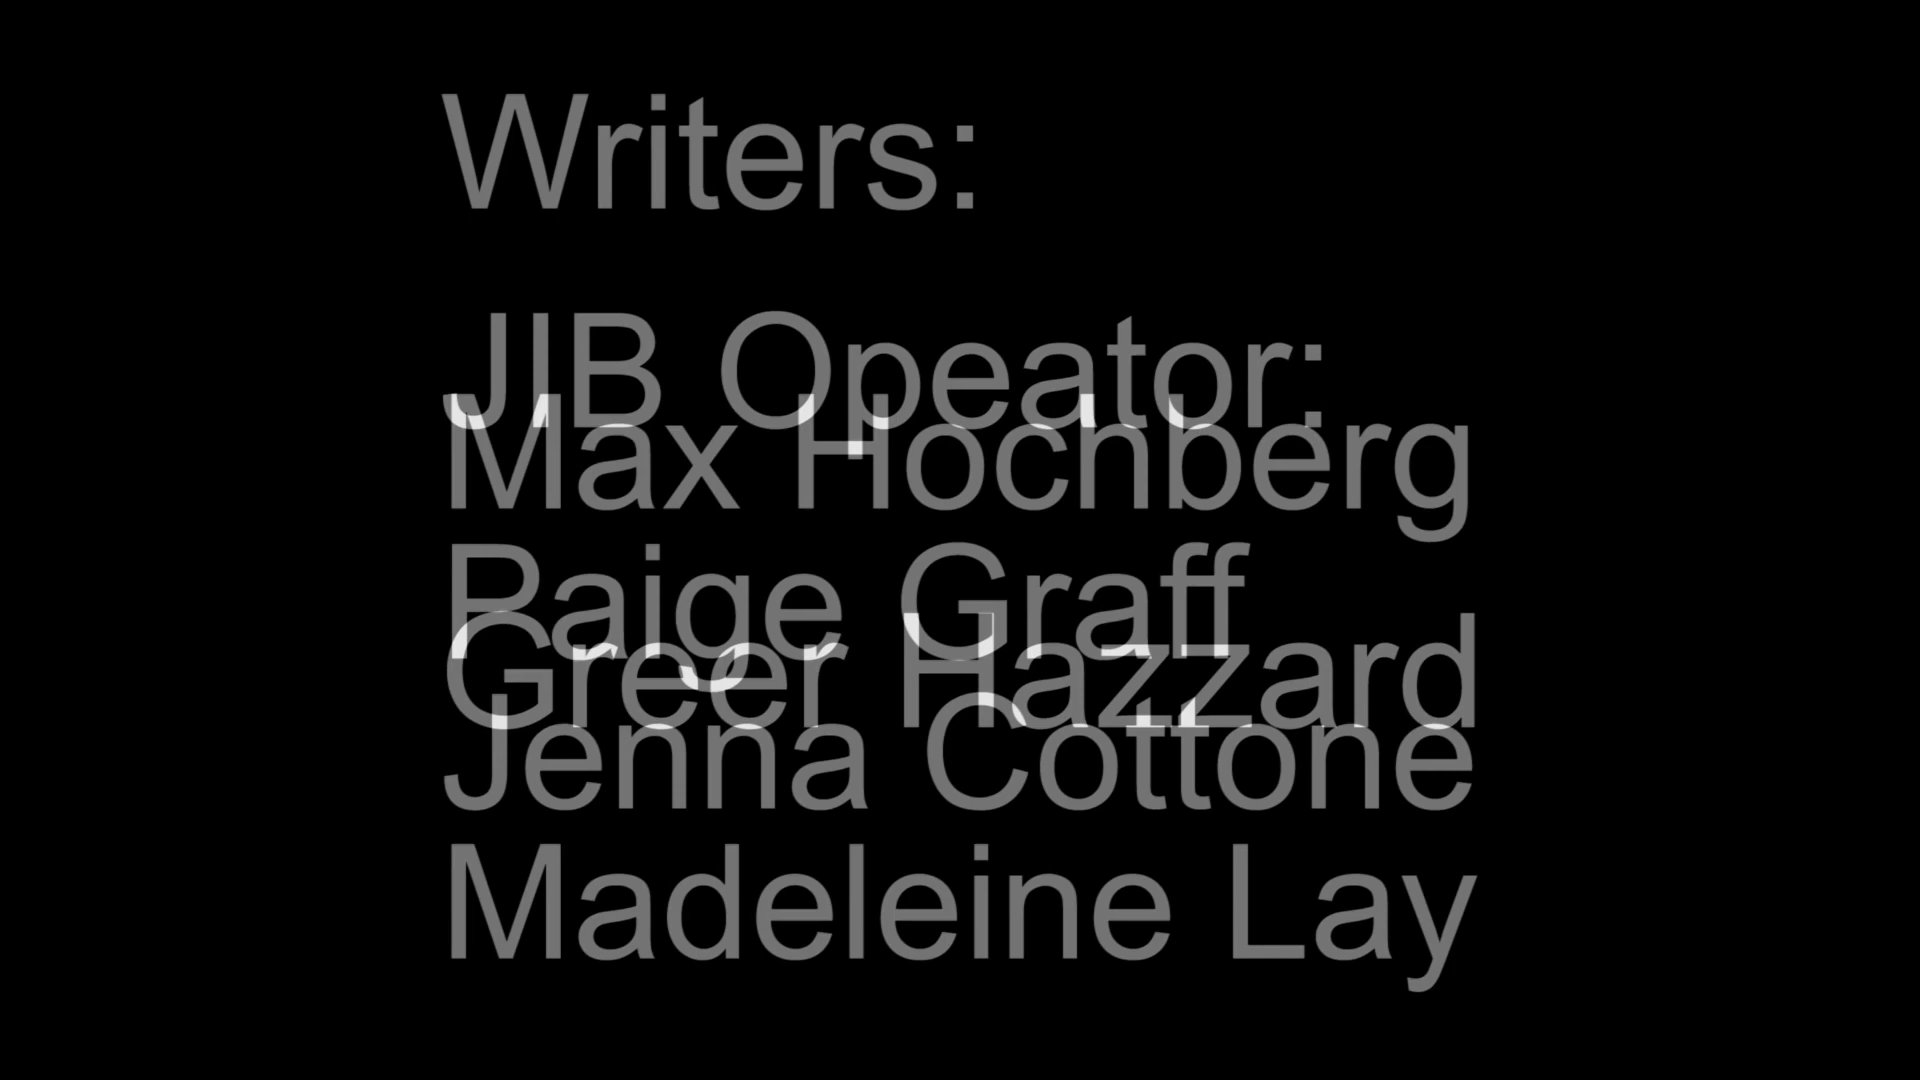 Writers:
JIB Opeator:
Max Hochberg
Paige Graff
Greer Hazzard
Jenna Cottone
Madeleine Lay